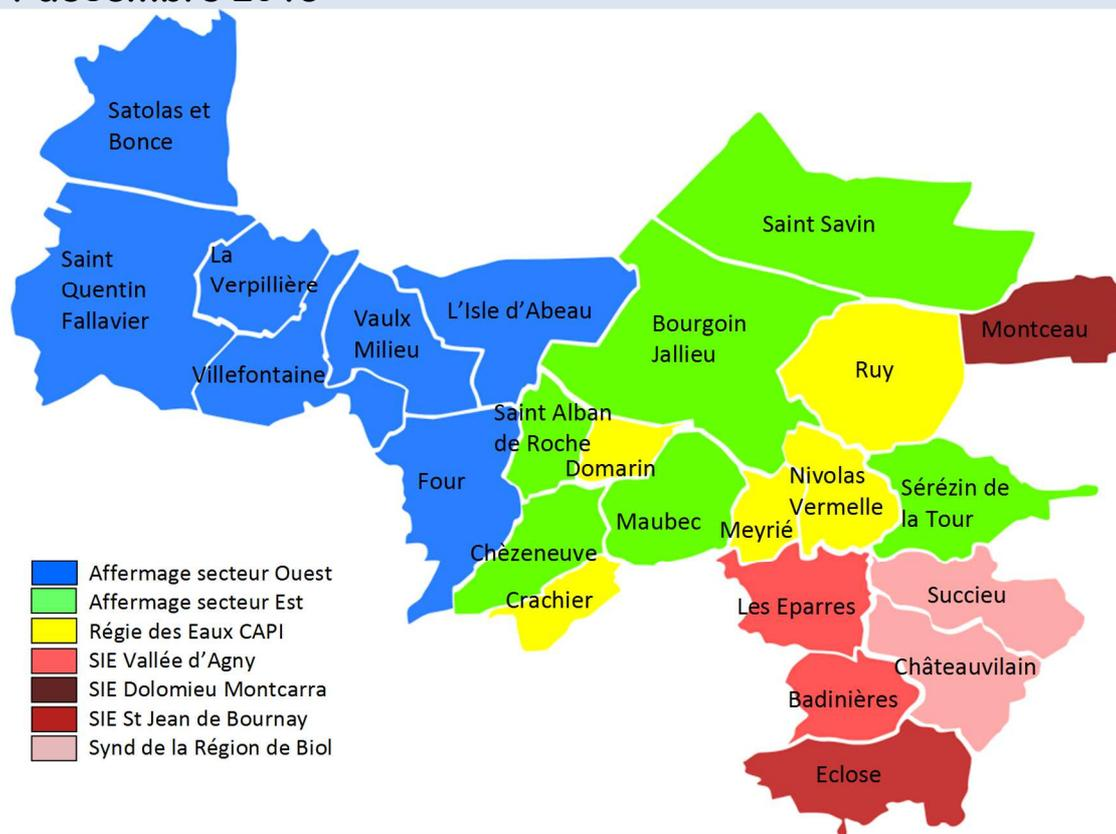 Satolas et
Bonce
Saint Savin
Saint
Quentin
Fallavier
La
Verpillière
L'Isle d'Abeau
Vaulx
Milieu
Bourgoin
Jallieu
Montceau
Ruy
Villefontaine
Saint Alban
de Roche
Domarin
Four
Nivolas
Vermelle
Sérézin de
la Tour
Maubec
Meyrié
Chèzeneuve
Crachier
Les Eparres
Succieu
Châteauvilain
Badinières
Eclose
Affermage secteur Ouest
Affermage secteur Est
Régie des Eaux CAPI
SIE Vallée d'Agny
SIE Dolomieu Montcarra
SIE St Jean de Bournay
Synd de la Région de Biol